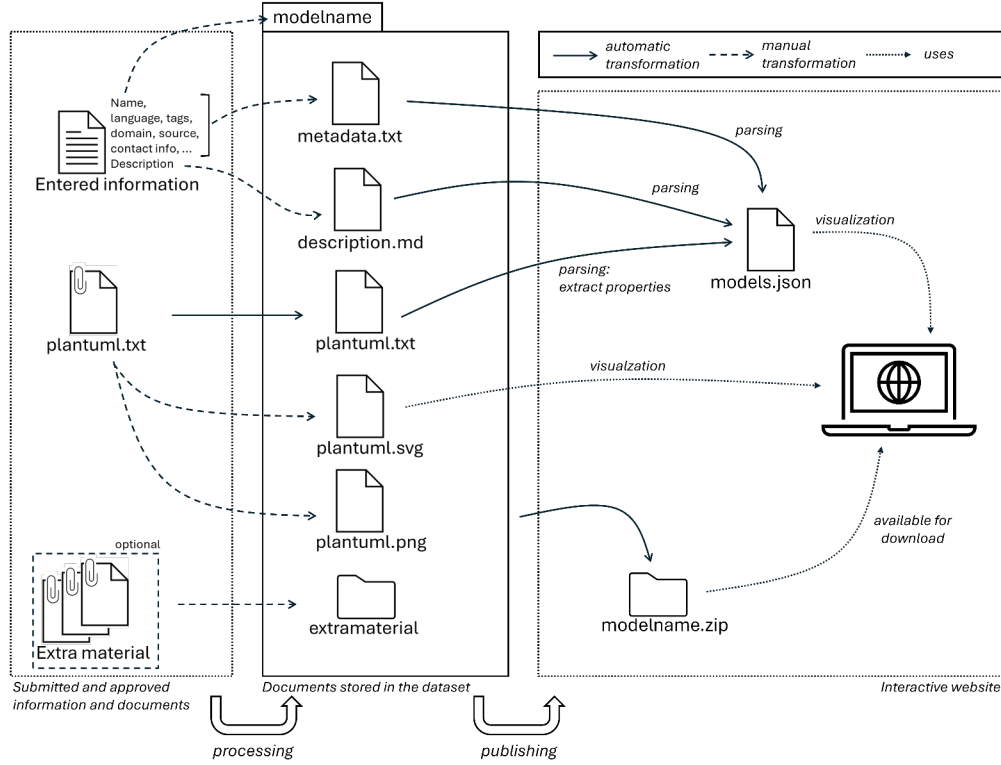 modelname
automatic
transformation
manual
transformation
uses
Name,
language, tags,
domain, source,
contact info, ...
Description
Entered information
metadata.txt
parsing
description.md
parsing
models.json
visualization
plantuml.txt
plantuml.txt
parsing:
extract properties
plantuml.svg
visualzation
plantuml.png
available for
download
optional
Extra material
extramaterial
modelname.zip
Submitted and approved
information and documents
Documents stored in the dataset
Interactive website
processing
publishing